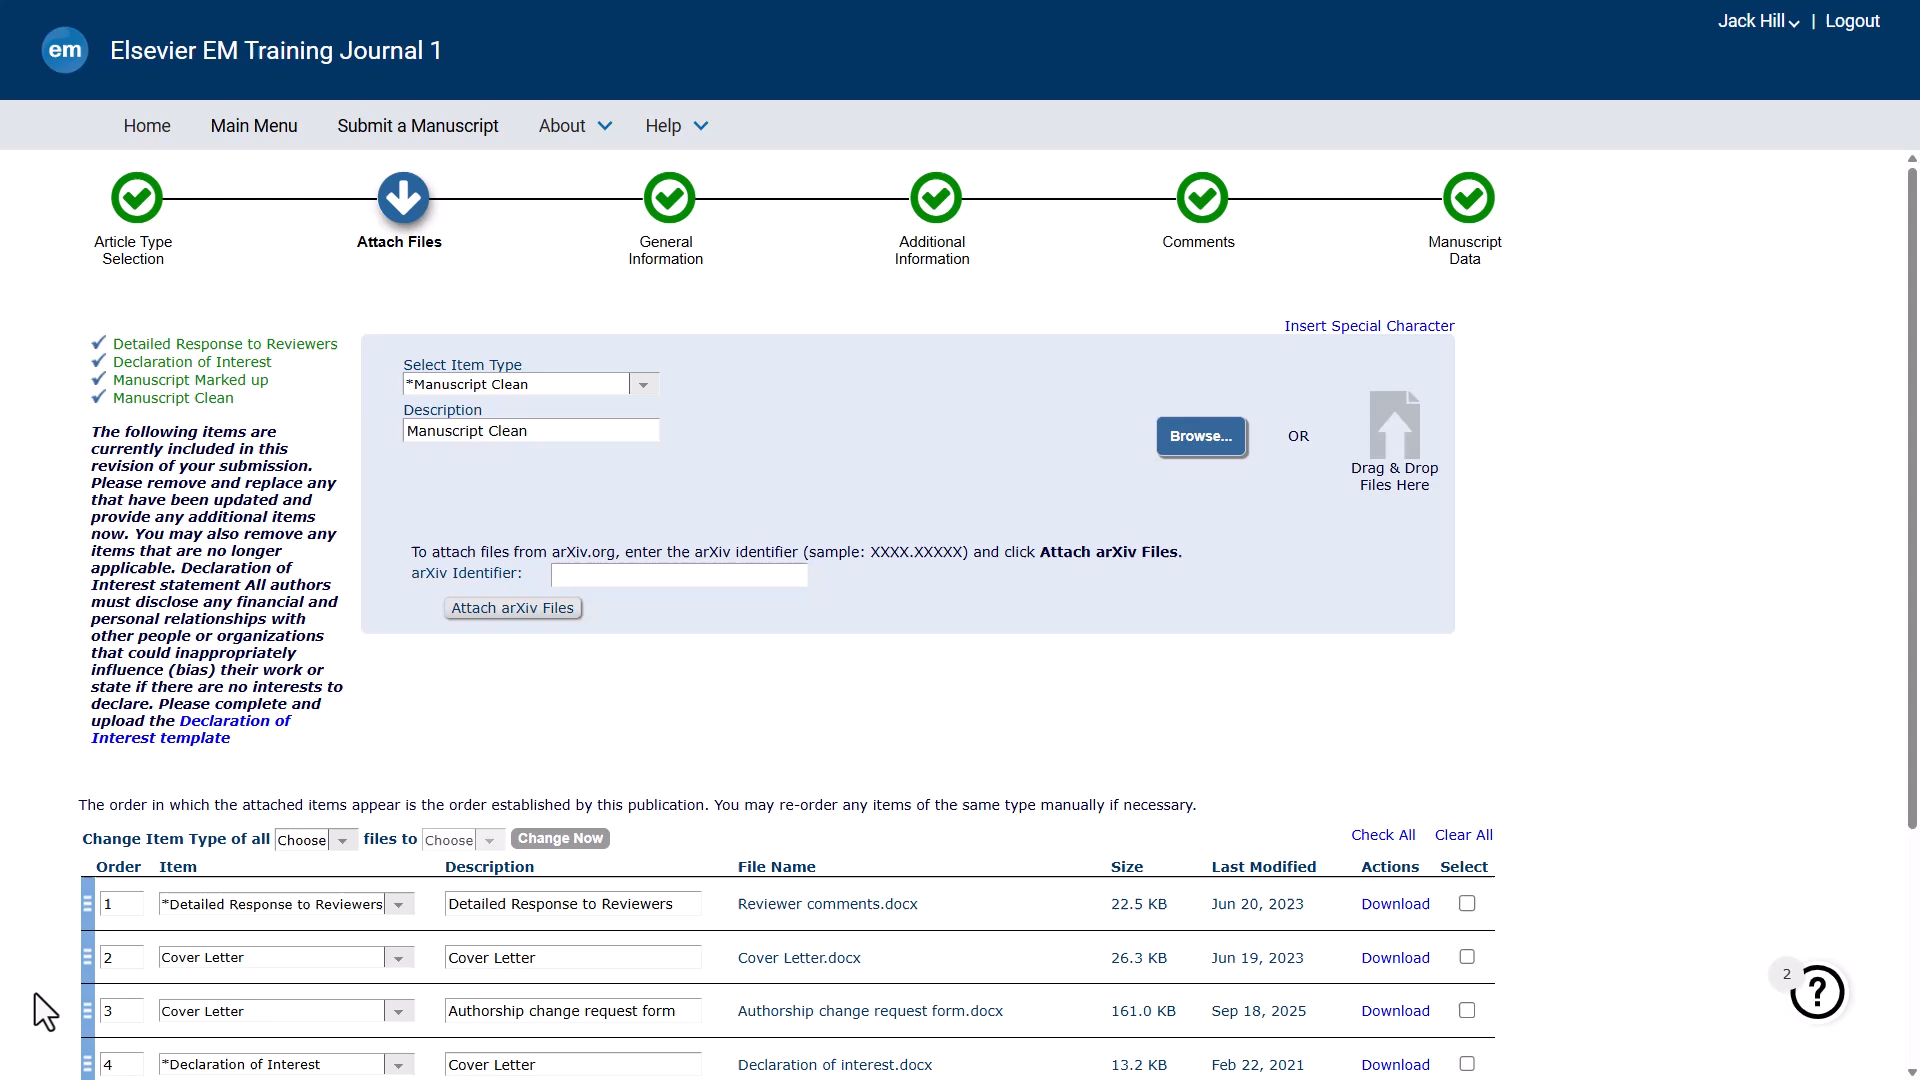 Jack Hill | Logout
em Elsevier EM Training Journal 1
Home Main Menu Submit a Manuscript About Help
Article Type Selection
Attach Files
General Information
Additional Information
Comments
Manuscript Data
Insert Special Character
Detailed Response to Reviewers
Declaration of Interest
Manuscript Marked up
Manuscript Clean
The following items are
currently included in this
revision of your submission.
Please remove and replace any
that have been updated and
provide any additional items
now. You may also remove any
items that are no longer
applicable. Declaration of
Interest statement All authors
must disclose any financial and
personal relationships with
other people or organizations
that could inappropriately
influence (bias) their work or
state if there are no interests to
declare. Please complete and
upload the Declaration of
Interest template
Select Item Type
*Manuscript Clean
Description
Manuscript Clean
Browse... OR
Drag & Drop
Files Here
To attach files from arXiv.org, enter the arXiv identifier (sample: XXXX.XXXXX) and click Attach arXiv Files.
arXiv Identifier:
Attach arXiv Files
The order in which the attached items appear is the order established by this publication. You may re-order any items of the same type manually if necessary.
Change Item Type of all Choose files to Choose Change Now Check All Clear All
Order Item Description File Name Size Last Modified Actions Select
1 *Detailed Response to Reviewers Detailed Response to Reviewers Reviewer comments.docx 22.5 KB Jun 20, 2023 Download
2 Cover Letter Cover Letter Cover Letter.docx 26.3 KB Jun 19, 2023 Download
3 Cover Letter Authorship change request form Authorship change request form.docx 161.0 KB Sep 18, 2025 Download
4 *Declaration of Interest Cover Letter Declaration of interest.docx 13.2 KB Feb 22, 2021 Download
2
?